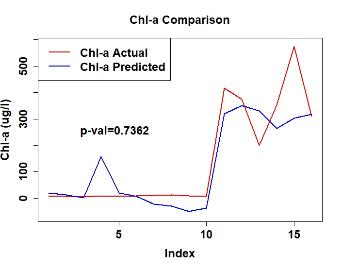 Chl-a Comparison
Chl-a Actual
Chl-a Predicted
p-val=0.7362
Chl-a (ug/l)
500
300
100
0
5
10
15
Index